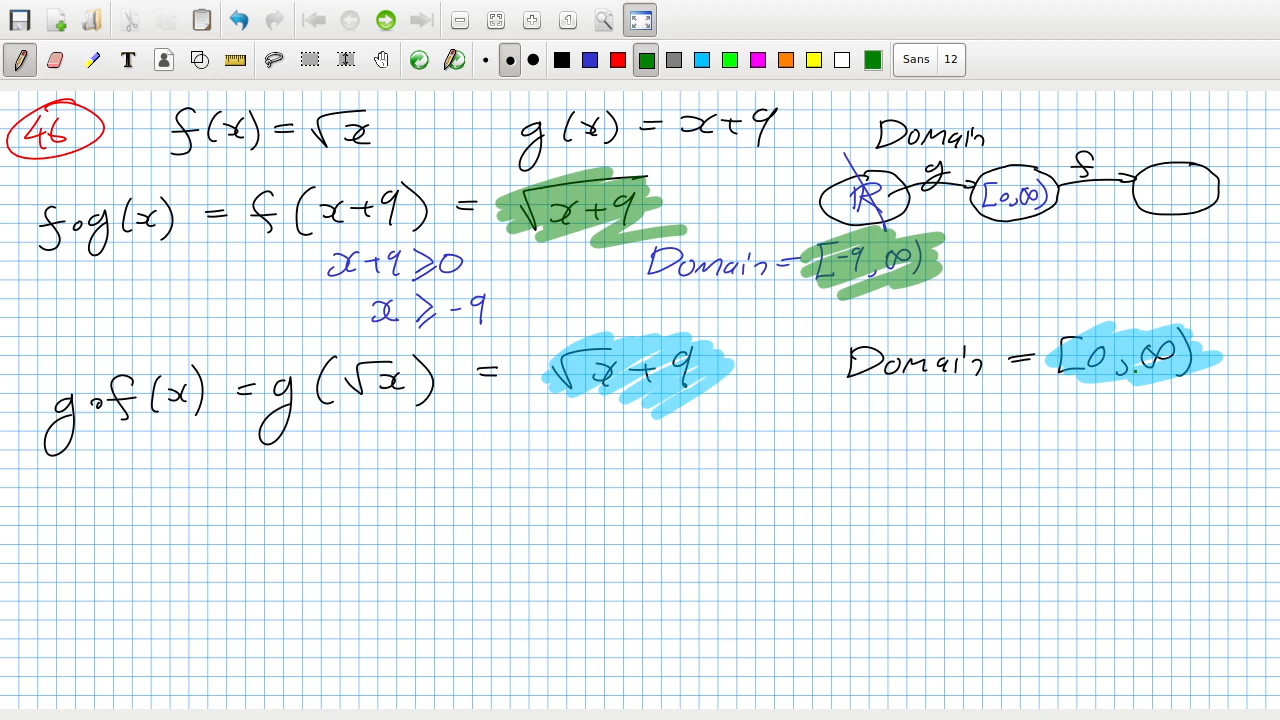 Sans 12
46 f(x) = √x g(x) = x+9 Domain
ℝ g [0,∞) f
f∘g(x) = f(x+9) = √x+9
x+9 ≥ 0 Domain = [-9,∞)
x ≥ -9
g∘f(x) = g(√x) = √x + 9 Domain = [0,∞)